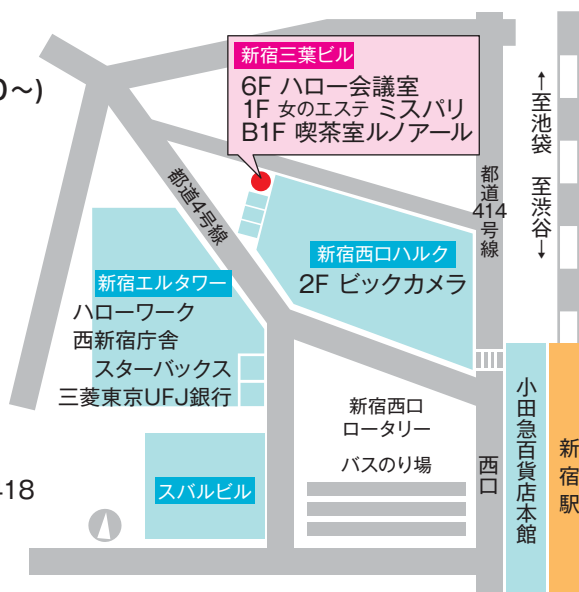 0～)
新宿三葉ビル
6F ハロー会議室
1F 女のエステ ミスパリ
B1F 喫茶室ルノアール
←至池袋 至渋谷→
都道414号線
都道4号線
新宿西口ハルク
2F ビックカメラ
新宿エルタワー
ハローワーク
西新宿庁舎
スターバックス
三菱東京UFJ銀行
新宿西口
ロータリー
バスのり場
西口
小田急百貨店本館
新宿駅
スバルビル
418